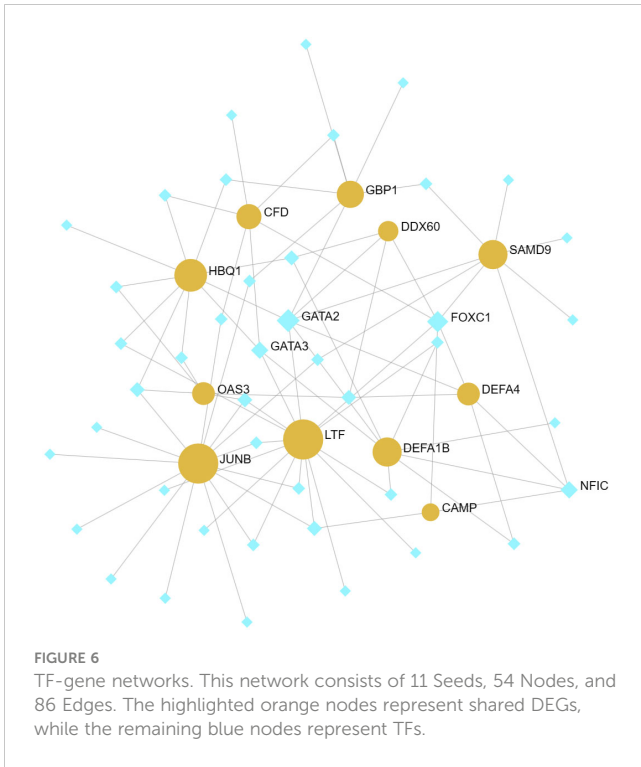 GBP1
CFD
DDX60
SAMD9
HBQ1
GATA2
FOXC1
GATA3
OAS3
DEFA4
LTF
DEFA1B
JUNB
NFIC
CAMP
FIGURE 6
TF-gene networks. This network consists of 11 Seeds, 54 Nodes, and
86 Edges. The highlighted orange nodes represent shared DEGs,
while the remaining blue nodes represent TFs.